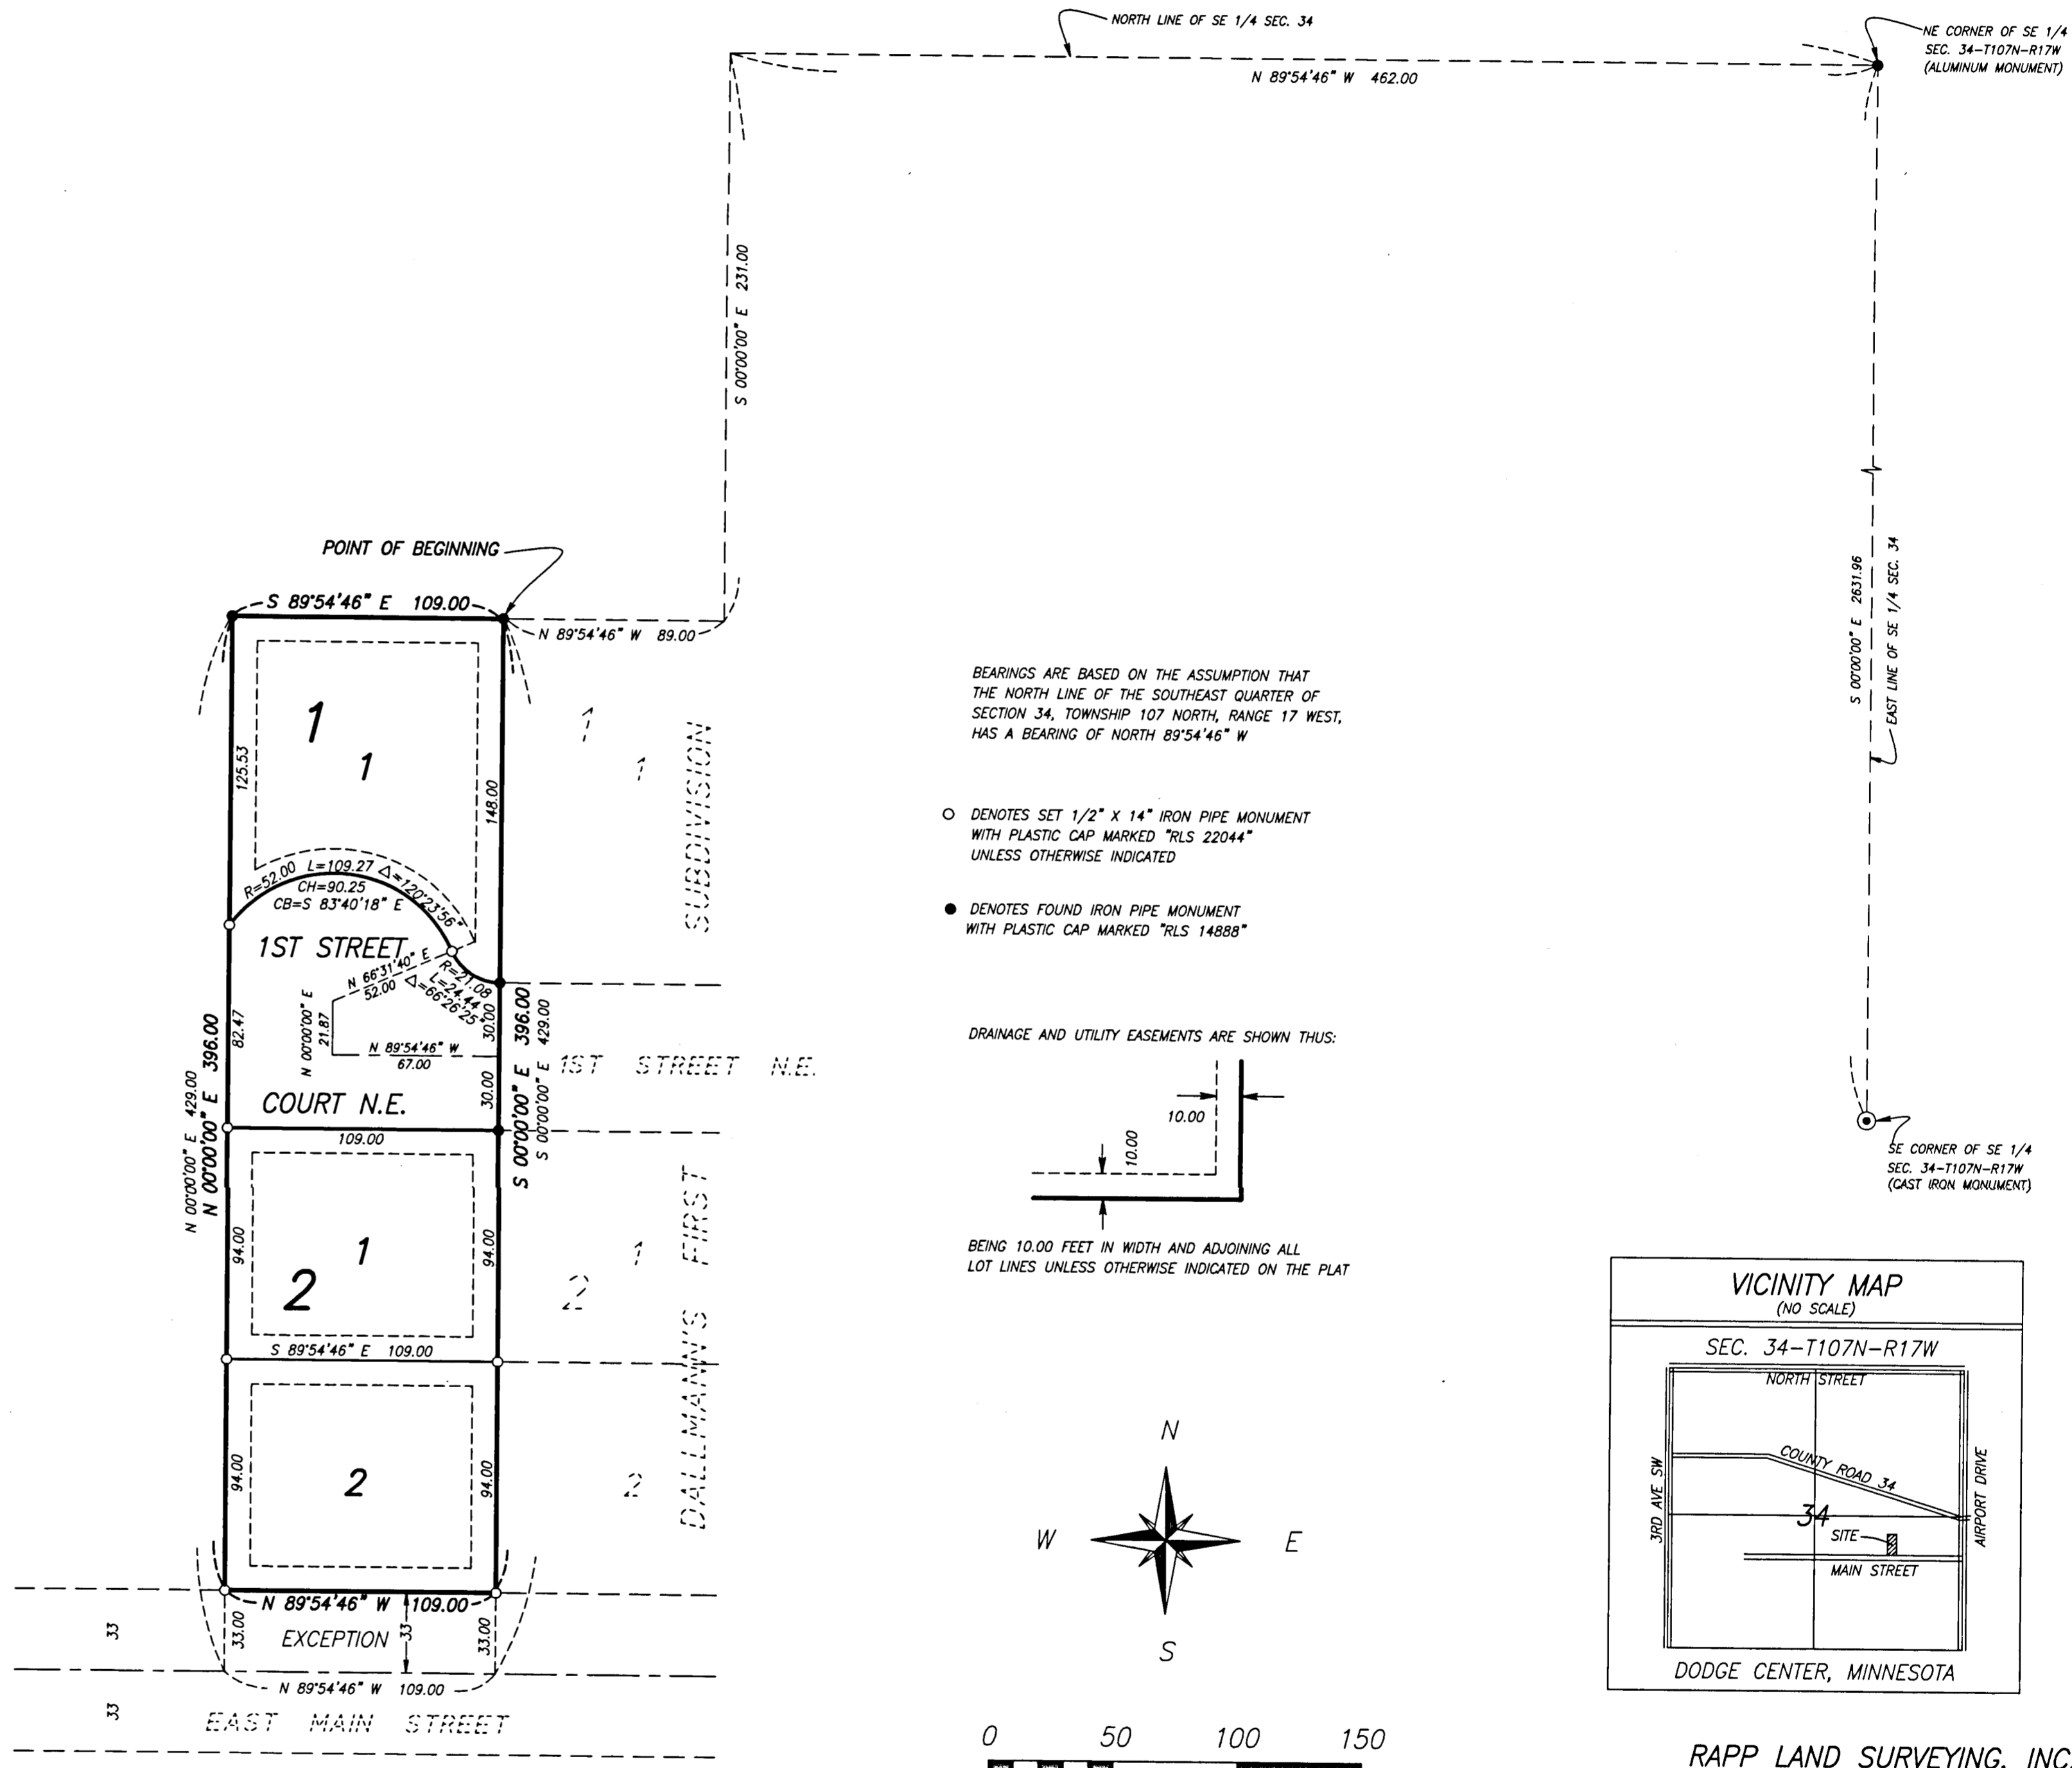 NORTH LINE OF SE 1/4 SEC. 34
NE CORNER OF SE 1/4
SEC. 34-T107N-R17W
(ALUMINUM MONUMENT)
N 89°54'46" W 462.00
S 00°00'00" E 231.00
S 00°00'00" E 2631.96
EAST LINE OF SE 1/4 SEC. 34
POINT OF BEGINNING
S 89°54'46" E 109.00
N 89°54'46" W 89.00
1
1
125.53
148.00
1
1
SUBDIVISION
R=52.00 L=109.27 △=120°23'56"
CH=90.25
CB=S 83°40'18" E
1ST STREET
N 66°31'40" E
52.00
R=21.08
L=24.44
△=66°26'25"
N 00°00'00" E
21.87
N 89°54'46" W
67.00
30.00
30.00
82.47
COURT N.E.
109.00
N 00°00'00" E 429.00
N 00°00'00" E 396.00
S 00°00'00" E 396.00
S 00°00'00" E 429.00
1ST STREET N.E.
94.00
1
2
94.00
2
1
DALLMANN'S FIRST
S 89°54'46" E 109.00
94.00
2
94.00
2
N 89°54'46" W 109.00
33
33.00
EXCEPTION
33
33.00
N 89°54'46" W 109.00
33
EAST MAIN STREET
BEARINGS ARE BASED ON THE ASSUMPTION THAT
THE NORTH LINE OF THE SOUTHEAST QUARTER OF
SECTION 34, TOWNSHIP 107 NORTH, RANGE 17 WEST,
HAS A BEARING OF NORTH 89°54'46" W
DENOTES SET 1/2" X 14" IRON PIPE MONUMENT
WITH PLASTIC CAP MARKED "RLS 22044"
UNLESS OTHERWISE INDICATED
DENOTES FOUND IRON PIPE MONUMENT
WITH PLASTIC CAP MARKED "RLS 14888"
DRAINAGE AND UTILITY EASEMENTS ARE SHOWN THUS:
10.00
10.00
BEING 10.00 FEET IN WIDTH AND ADJOINING ALL
LOT LINES UNLESS OTHERWISE INDICATED ON THE PLAT
N
W
E
S
0 50 100 150
SE CORNER OF SE 1/4
SEC. 34-T107N-R17W
(CAST IRON MONUMENT)
VICINITY MAP
(NO SCALE)
SEC. 34-T107N-R17W
NORTH STREET
3RD AVE SW
COUNTY ROAD 34
34
SITE
AIRPORT DRIVE
MAIN STREET
DODGE CENTER, MINNESOTA
RAPP LAND SURVEYING, INC.